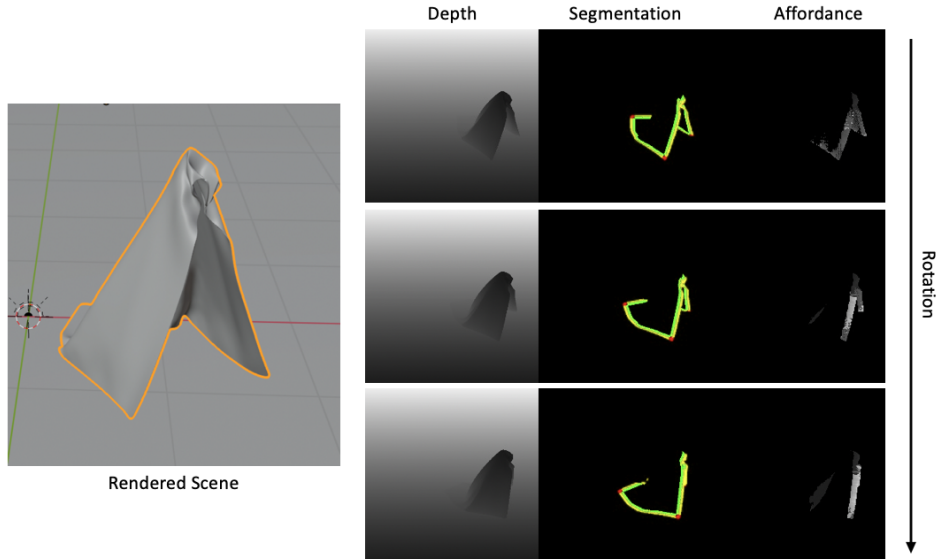 Depth
Segmentation
Affordance
Rotation
Rendered Scene